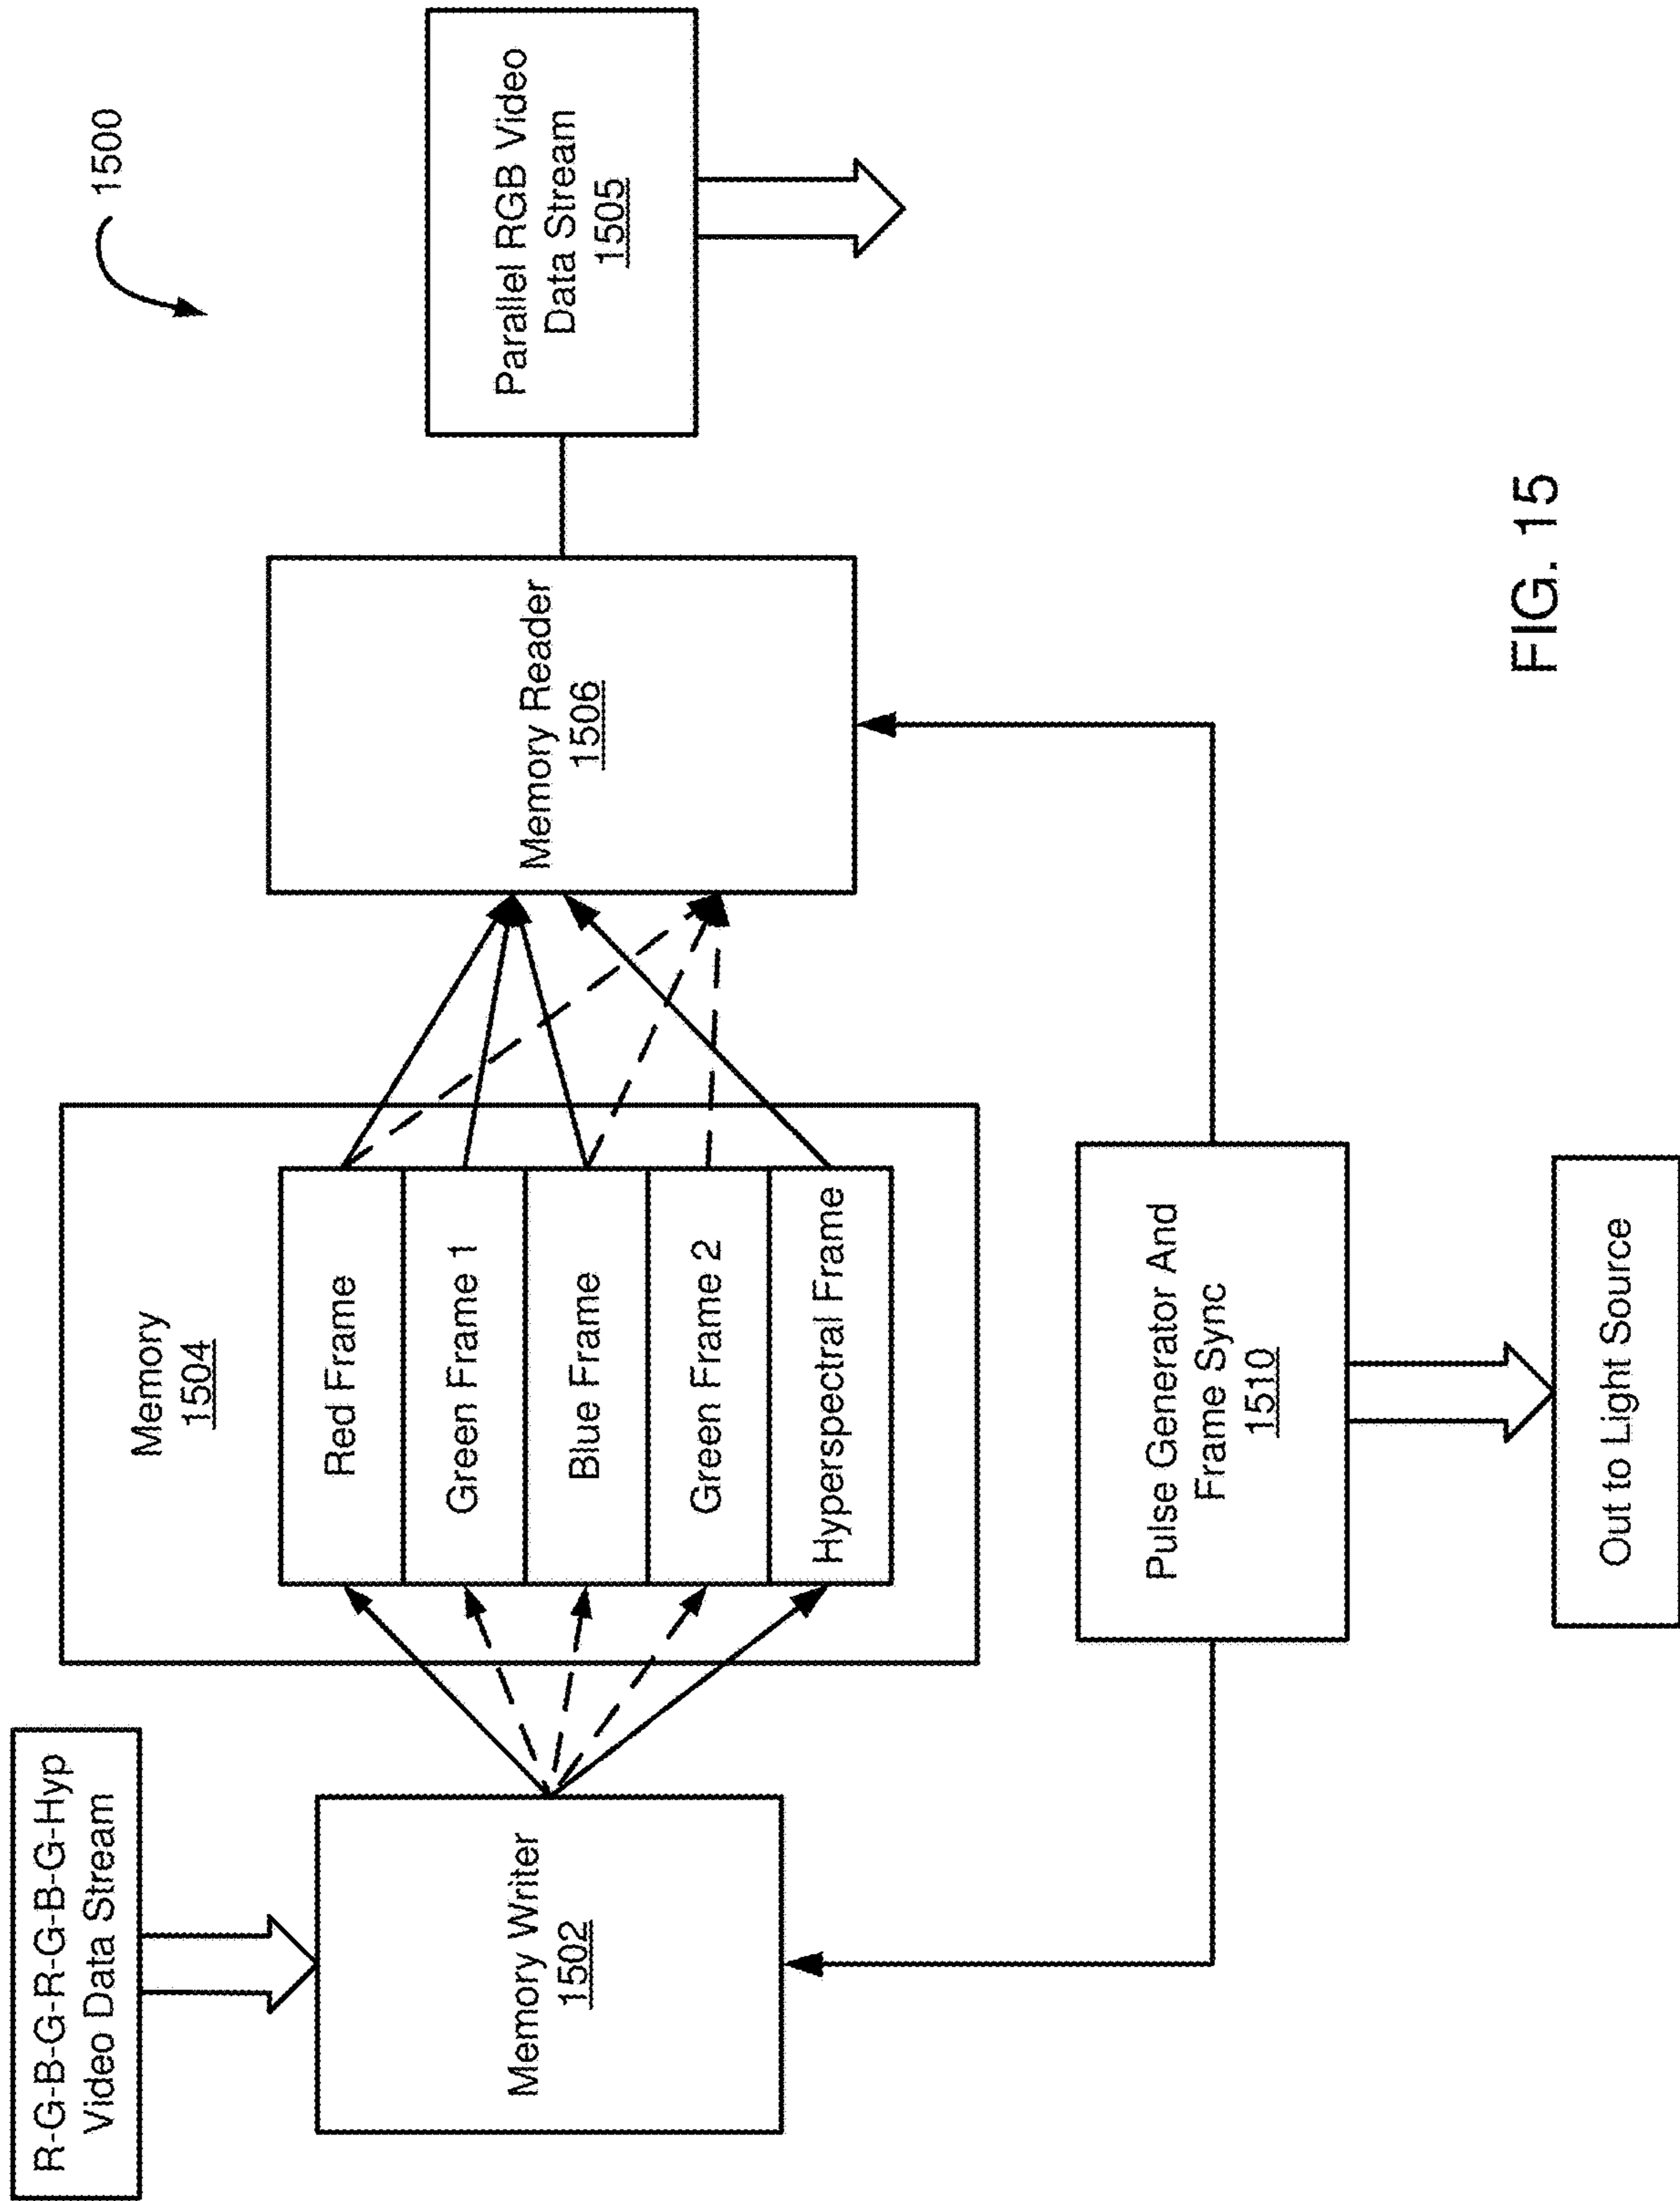 1500
R-G-B-G-R-G-B-G-Hyp
Video Data Stream
Memory Writer
1502
Memory
1504
Red Frame
Green Frame 1
Blue Frame
Green Frame 2
Hyperspectral Frame
Memory Reader
1506
Parallel RGB Video
Data Stream
1505
Pulse Generator And
Frame Sync
1510
Out to Light Source
FIG. 15